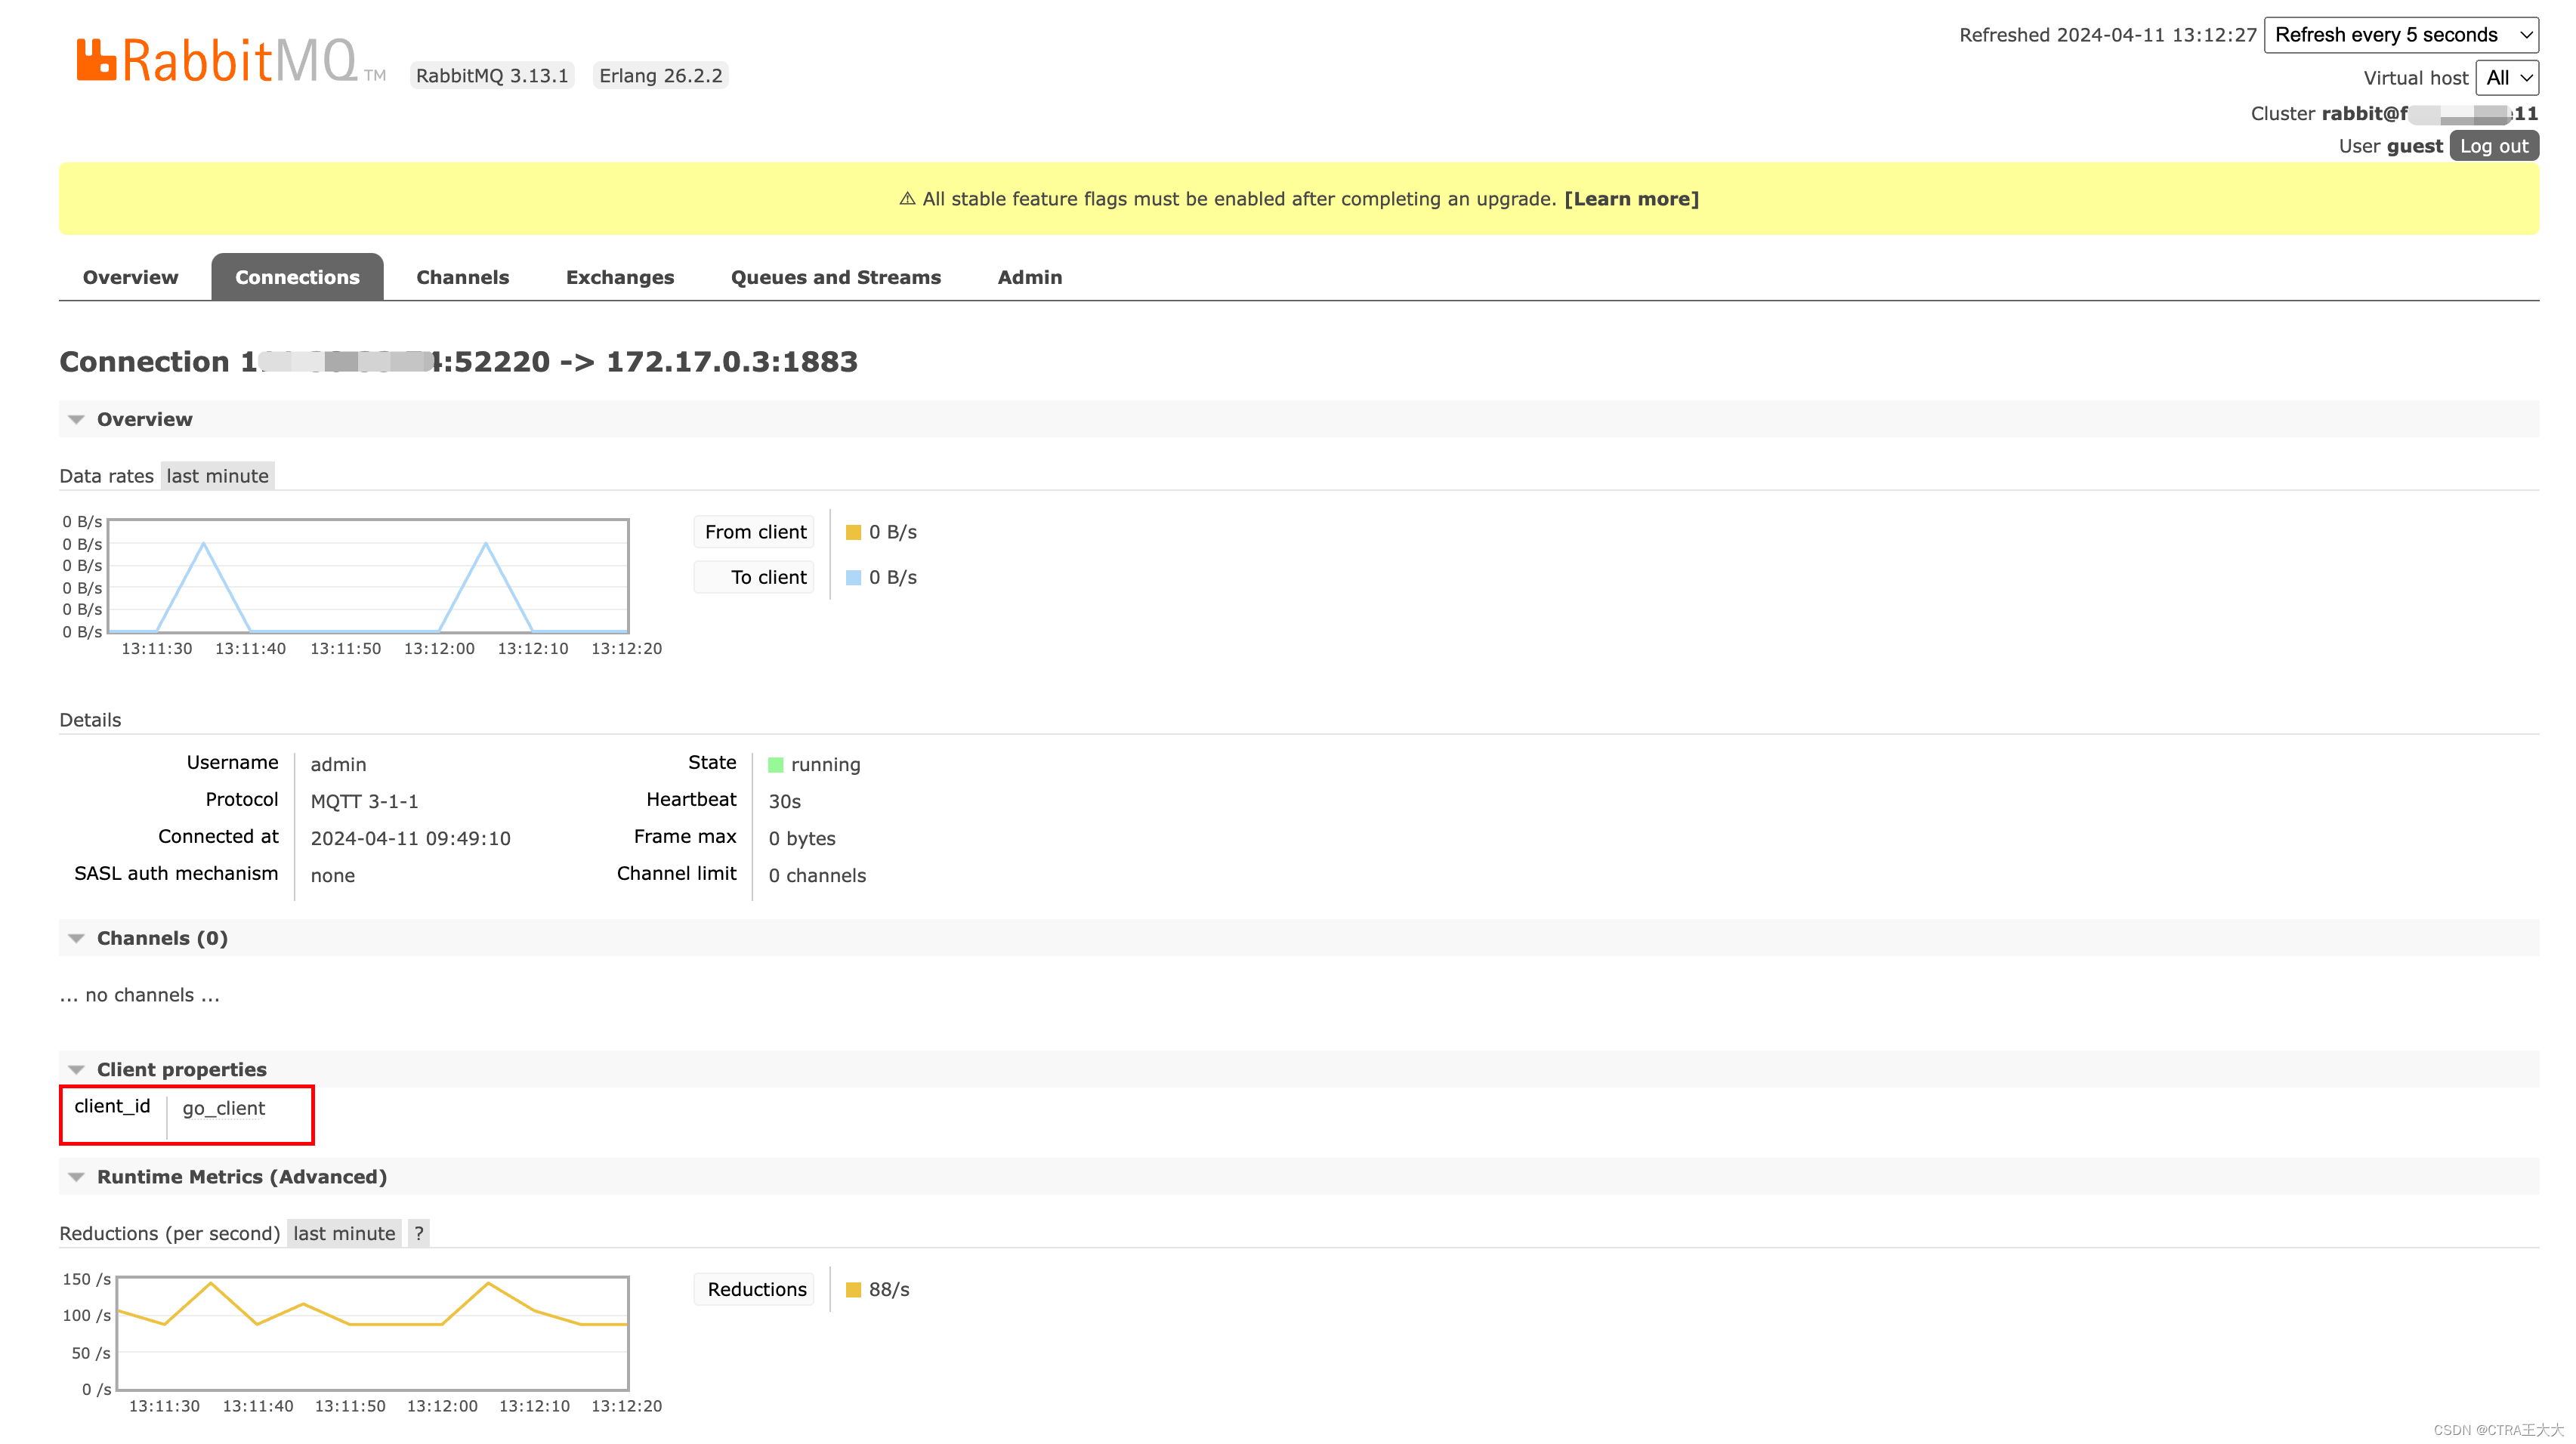 RabbitMQ TM RabbitMQ 3.13.1 Erlang 26.2.2
Refreshed 2024-04-11 13:12:27 Refresh every 5 seconds
Virtual host All
Cluster rabbit@f 11
User guest Log out
⚠ All stable feature flags must be enabled after completing an upgrade. [Learn more]
Overview Connections Channels Exchanges Queues and Streams Admin
Connection 1 4:52220 -> 172.17.0.3:1883
Overview
Data rates last minute
0 B/s
0 B/s
0 B/s
0 B/s
0 B/s
0 B/s
13:11:30 13:11:40 13:11:50 13:12:00 13:12:10 13:12:20
From client 0 B/s
To client 0 B/s
Details
Username admin
Protocol MQTT 3-1-1
Connected at 2024-04-11 09:49:10
SASL auth mechanism none
State running
Heartbeat 30s
Frame max 0 bytes
Channel limit 0 channels
Channels (0)
... no channels ...
Client properties
client_id go_client
Runtime Metrics (Advanced)
Reductions (per second) last minute ?
150 /s
100 /s
50 /s
0 /s
13:11:30 13:11:40 13:11:50 13:12:00 13:12:10 13:12:20
Reductions 88/s
CSDN @CTRA王大大